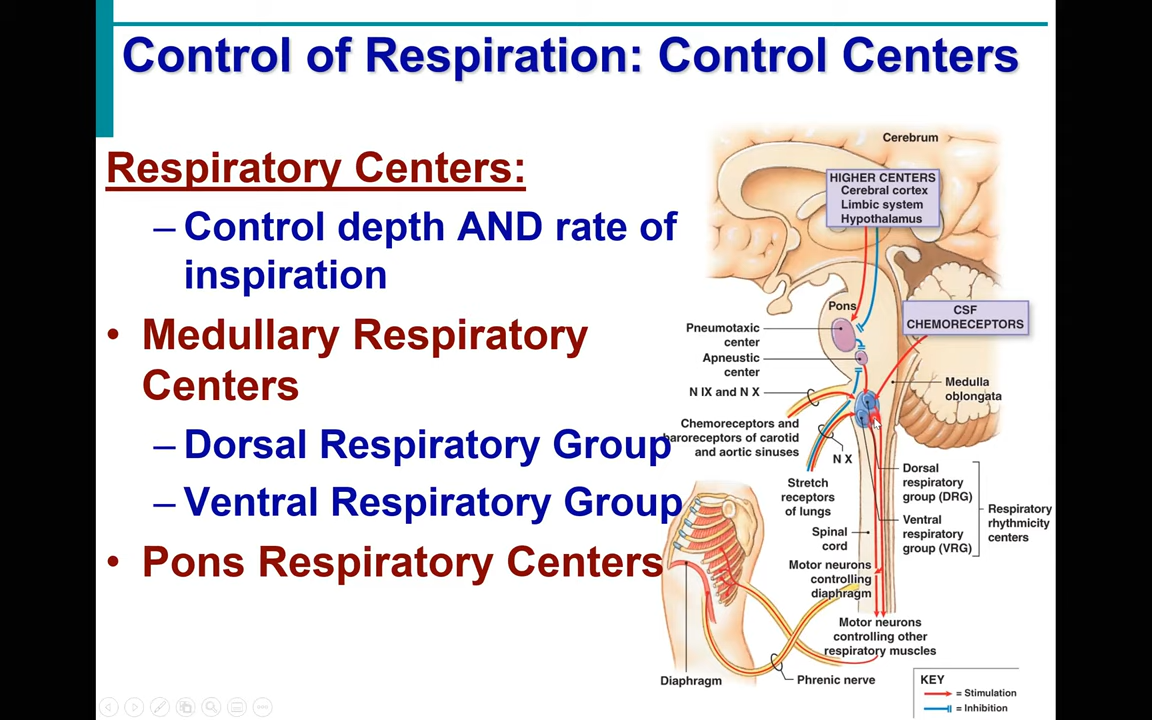 Control of Respiration: Control Centers
Respiratory Centers:
– Control depth AND rate of
inspiration
• Medullary Respiratory
Centers
– Dorsal Respiratory Group
– Ventral Respiratory Group
• Pons Respiratory Centers
Cerebrum
HIGHER CENTERS
Cerebral cortex
Limbic system
Hypothalamus
Pons
CSF
CHEMORECEPTORS
Pneumotaxic
center
Apneustic
center
Medulla
oblongata
N IX and N X
Chemoreceptors and
baroreceptors of carotid
and aortic sinuses
N X
Stretch
receptors
of lungs
Dorsal
respiratory
group (DRG)
Ventral
respiratory
group (VRG)
Respiratory
rhythmicity
centers
Spinal
cord
Motor neurons
controlling
diaphragm
Motor neurons
controlling other
respiratory muscles
Diaphragm
Phrenic nerve
KEY
= Stimulation
= Inhibition